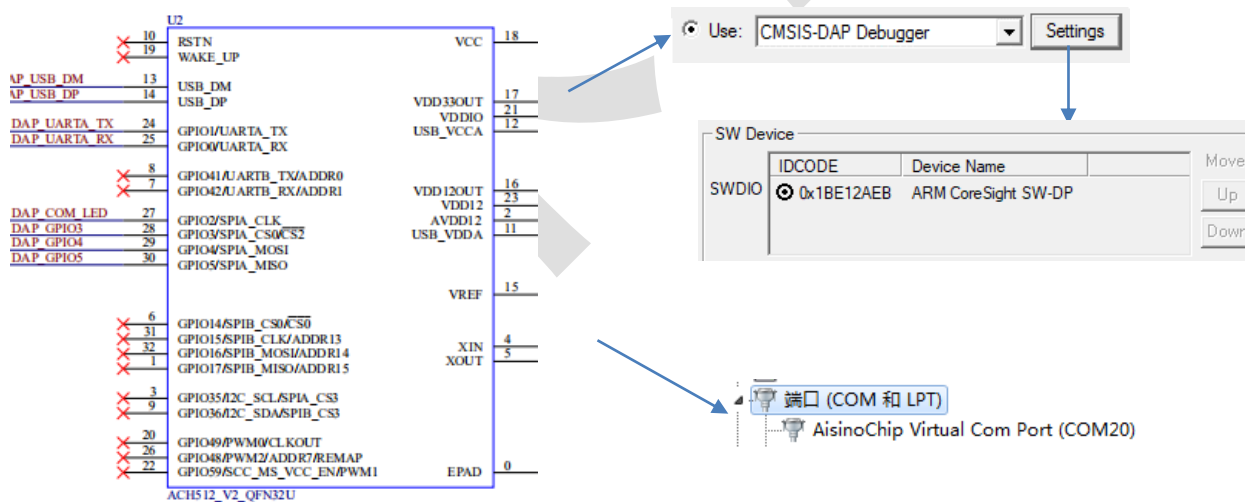 U2
10 RSTN VCC 18
19 WAKE_UP
AP_USB_DM 13 USB_DM
AP_USB_DP 14 USB_DP VDD33OUT 17
VDDIO 21
DAP_UARTA_TX 24 GPIO1/UARTA_TX USB_VCCA 12
DAP_UARTA_RX 25 GPIO0/UARTA_RX
8 GPIO41/UARTB_TX/ADDR0
7 GPIO42/UARTB_RX/ADDR1 VDD12OUT 16
VDD12 23
DAP_COM_LED 27 GPIO2/SPIA_CLK AVDD12 2
DAP_GPIO3 28 GPIO3/SPIA_CS0/CS2 USB_VDDA 11
DAP_GPIO4 29 GPIO4/SPIA_MOSI
DAP_GPIO5 30 GPIO5/SPIA_MISO
VREF 15
6 GPIO14/SPIB_CS0/CS0
31 GPIO15/SPIB_CLK/ADDR13
32 GPIO16/SPIB_MOSI/ADDR14 XIN 4
1 GPIO17/SPIB_MISO/ADDR15 XOUT 5
3 GPIO35/I2C_SCL/SPIA_CS3
9 GPIO36/I2C_SDA/SPIB_CS3
20 GPIO49/PWM0/CLKOUT
26 GPIO48/PWM2/ADDR7/REMAP
22 GPIO59/SCC_MS_VCC_EN/PWM1 EPAD 0
ACH512_V2_QFN32U
Use: CMSIS-DAP Debugger Settings
SW Device
IDCODE Device Name Move
SWDIO 0x1BE12AEB ARM CoreSight SW-DP Up
Down
端口 (COM 和 LPT)
AisinoChip Virtual Com Port (COM20)